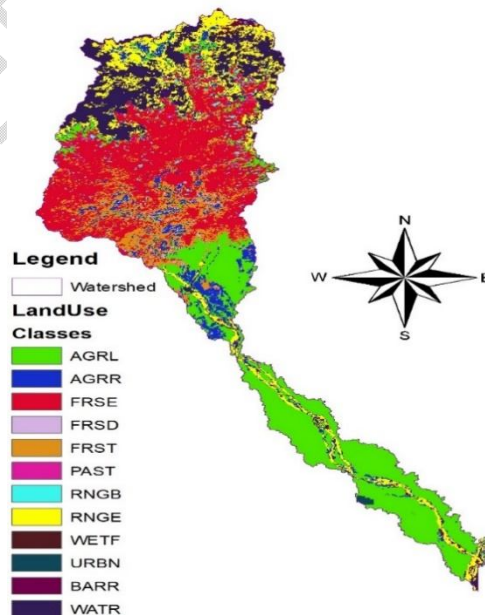 N
W
E
S
Legend
Watershed
LandUse
Classes
AGRL
AGRR
FRSE
FRSD
FRST
PAST
RNGB
RNGE
WETF
URBN
BARR
WATR